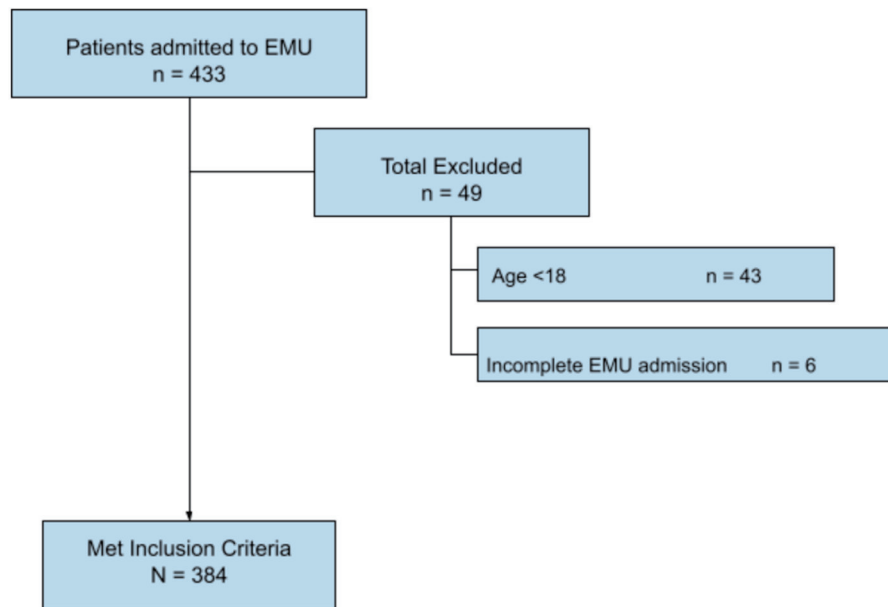 Patients admitted to EMU
n = 433
Total Excluded
n = 49
Age <18 n = 43
Incomplete EMU admission n = 6
Met Inclusion Criteria
N = 384